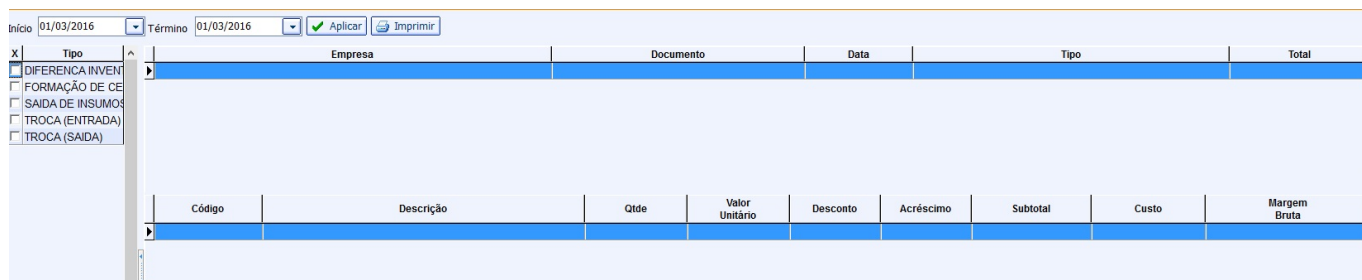 Início 01/03/2016 Término 01/03/2016 Aplicar Imprimir
X Tipo
DIFERENCA INVENT
FORMAÇÃO DE CE
SAIDA DE INSUMOS
TROCA (ENTRADA)
TROCA (SAIDA)
Empresa Documento Data Tipo Total
Código Descrição Qtde Valor Unitário Desconto Acréscimo Subtotal Custo Margem Bruta